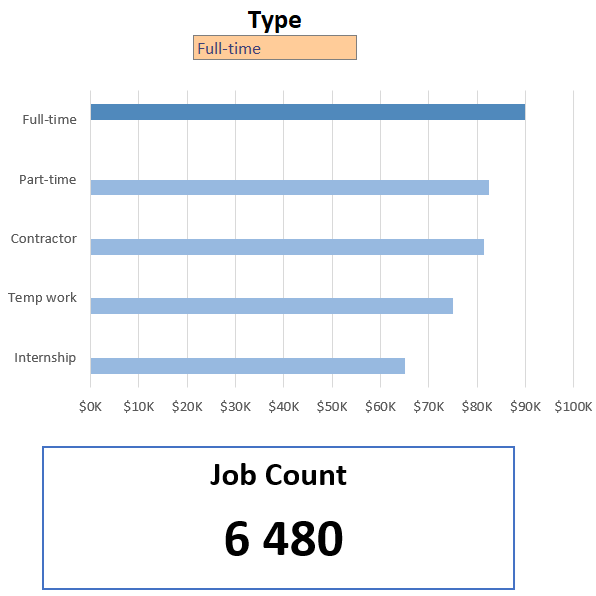 Type
Full-time
Full-time
Part-time
Contractor
Temp work
Internship
$0K $10K $20K $30K $40K $50K $60K $70K $80K $90K $100K
Job Count
6 480